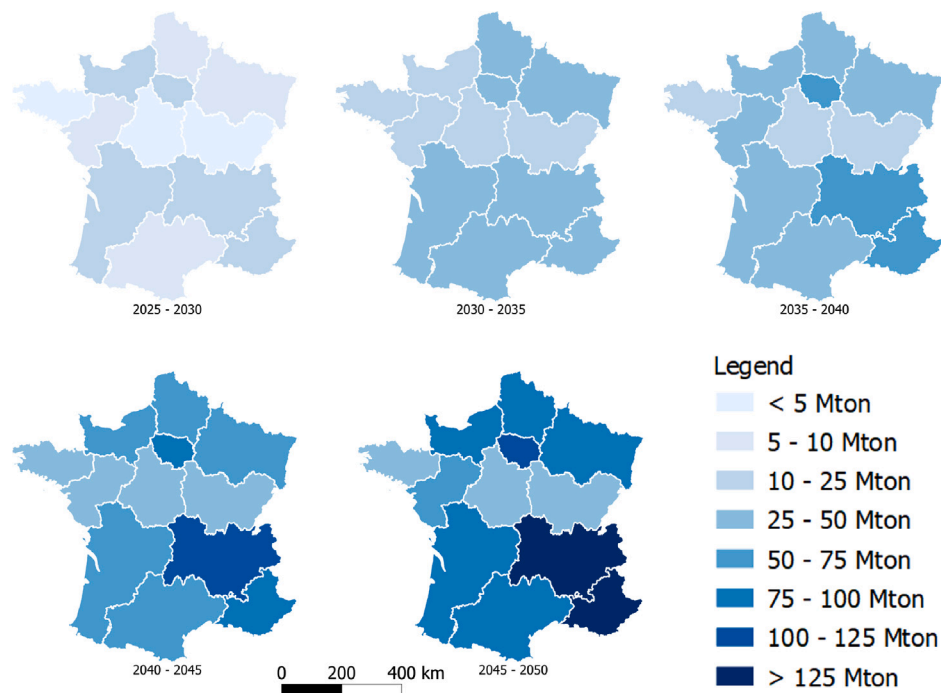 2025 - 2030
2030 - 2035
2035 - 2040
Legend
< 5 Mton
5 - 10 Mton
10 - 25 Mton
25 - 50 Mton
50 - 75 Mton
75 - 100 Mton
100 - 125 Mton
> 125 Mton
2040 - 2045
2045 - 2050
0 200 400 km